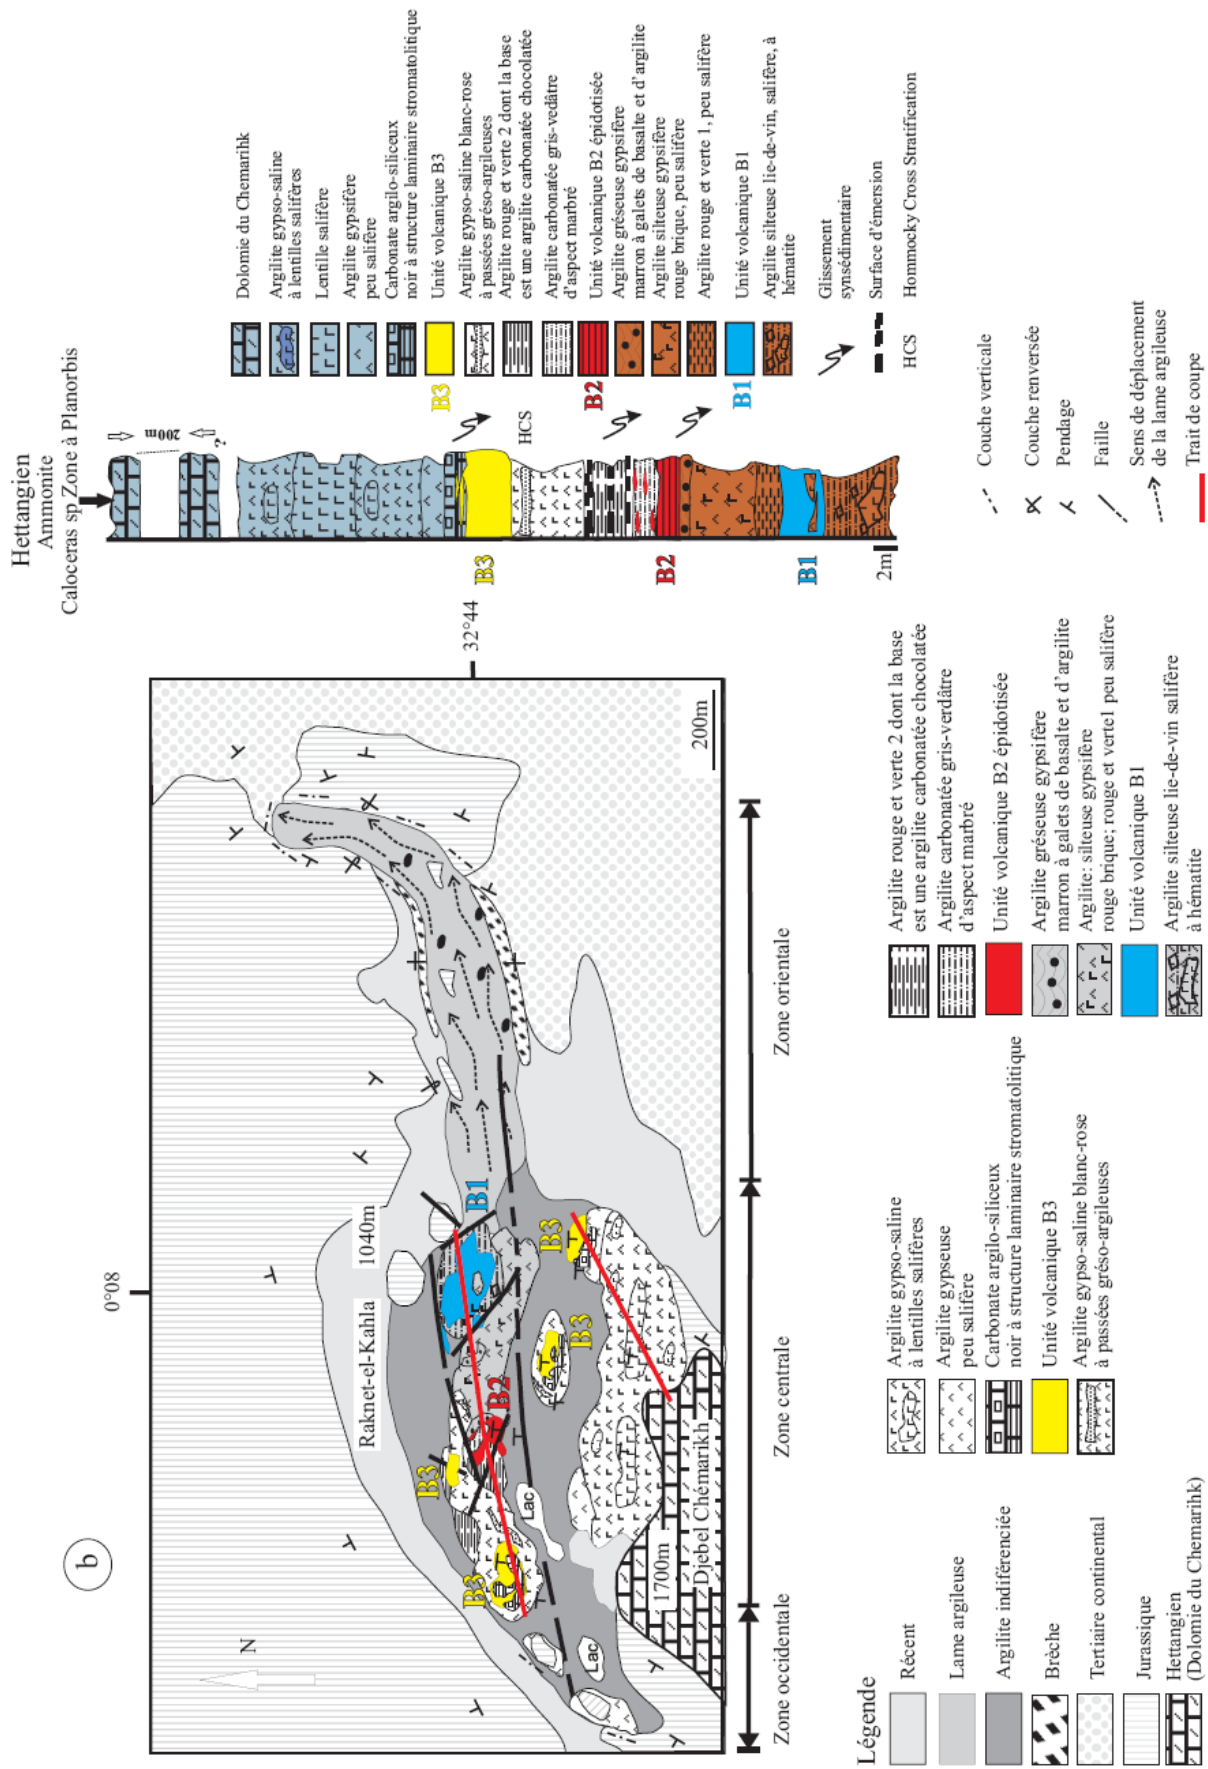 b
N
0°08
32°44
Raknet-el-Kahla
1040m
B1
B2
B3
B3
B3
B3
Lac
Lac
1700m
Djebel Chemarikh
200m
Zone occidentale
Zone centrale
Zone orientale
Hettangien
Ammonite
Caloceras sp Zone à Planorbis
200m
?
B3
HCS
B2
B1
2m
Dolomie du Chemarihk
Argilite gypso-saline
à lentilles salifères
Lentille salifère
Argilite gypsifère
peu salifère
Carbonate argilo-siliceux
noir à structure laminaire stromatolitique
B3
Unité volcanique B3
Argilite gypso-saline blanc-rose
à passées gréso-argileuses
Argilite rouge et verte 2 dont la base
est une argilite carbonatée chocolatée
Argilite carbonatée gris-vedâtre
d'aspect marbré
B2
Unité volcanique B2 épidotisée
Argilite gréseuse gypsifère
marron à galets de basalte et d'argilite
Argilite silteuse gypsifère
rouge brique, peu salifère
Argilite rouge et verte 1, peu salifère
B1
Unité volcanique B1
Argilite silteuse lie-de-vin, salifère, à
hématite
Glissement
synsédimentaire
Surface d'émersion
HCS
Hommocky Cross Stratification
Couche verticale
Couche renversée
Pendage
Faille
Sens de déplacement
de la lame argileuse
Trait de coupe
Légende
Récent
Lame argileuse
Argilite indifférenciée
Brèche
Tertiaire continental
Jurassique
Hettangien
(Dolomie du Chemarihk)
Argilite gypso-saline
à lentilles salifères
Argilite gypseuse
peu salifère
Carbonate argilo-siliceux
noir à structure laminaire stromatolitique
Unité volcanique B3
Argilite gypso-saline blanc-rose
à passées gréso-argileuses
Argilite rouge et verte 2 dont la base
est une argilite carbonatée chocolatée
Argilite carbonatée gris-verdâtre
d'aspect marbré
Unité volcanique B2 épidotisée
Argilite gréseuse gypsifère
marron à galets de basalte et d'argilite
Argilite: silteuse gypsifère
rouge brique; rouge et verte1 peu salifère
Unité volcanique B1
Argilite silteuse lie-de-vin salifère
à hématite